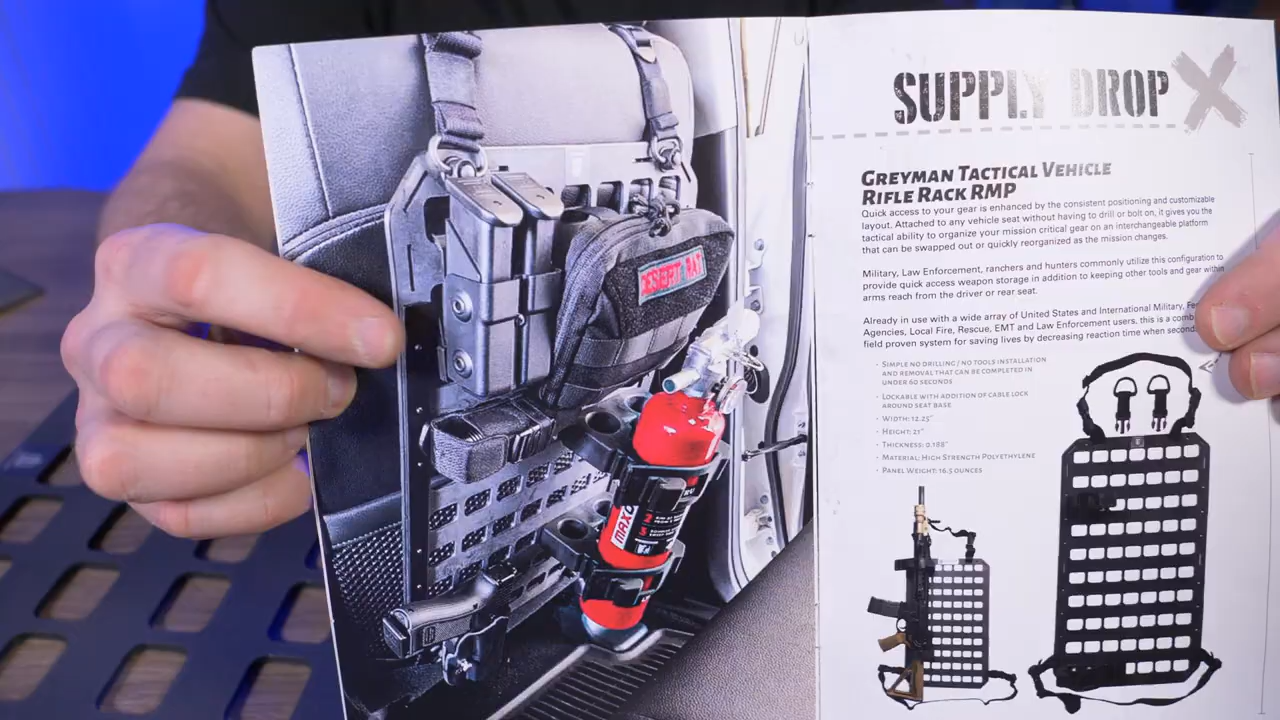 DESERT RAT
MAXO
SUPPLY DROP X
GREYMAN TACTICAL VEHICLE
RIFLE RACK RMP
Quick access to your gear is enhanced by the consistent positioning and customizable
layout. Attached to any vehicle seat without having to drill or bolt on, it gives you the
tactical ability to organize your mission critical gear on an interchangeable platform
that can be swapped out or quickly reorganized as the mission changes.
Military, Law Enforcement, ranchers and hunters commonly utilize this configuration to
provide quick access weapon storage in addition to keeping other tools and gear within
arms reach from the driver or rear seat.
Already in use with a wide array of United States and International Military, Fe
Agencies, Local Fire, Rescue, EMT and Law Enforcement users, this is a comb
field proven system for saving lives by decreasing reaction time when second
· SIMPLE NO DRILLING / NO TOOLS INSTALLATION
AND REMOVAL THAT CAN BE COMPLETED IN
UNDER 60 SECONDS
· LOCKABLE WITH ADDITION OF CABLE LOCK
AROUND SEAT BASE
· WIDTH: 12.25"
· HEIGHT: 21"
· THICKNESS: 0.188"
· MATERIAL: HIGH STRENGTH POLYETHYLENE
· PANEL WEIGHT: 16.5 OUNCES